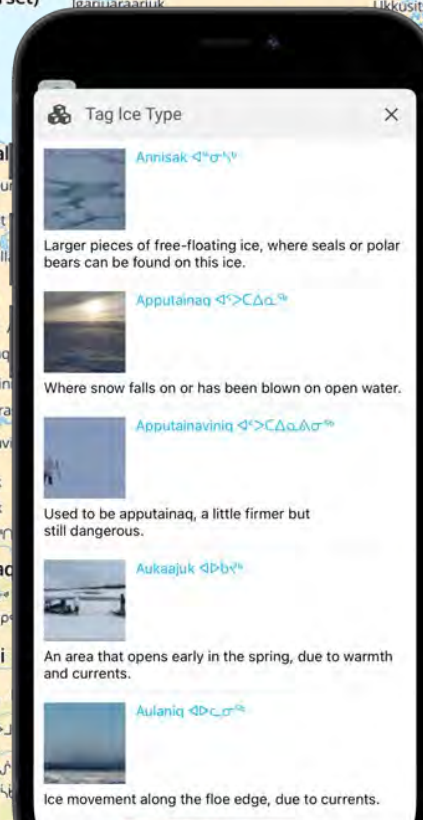 Tag Ice Type
Annisak ᐊᓐᓂᓴᒃ
Larger pieces of free-floating ice, where seals or polar
bears can be found on this ice.
Apputainaq ᐊᑉᐳᑕᐃᓇᖅ
Where snow falls on or has been blown on open water.
Apputainaviniq ᐊᑉᐳᑕᐃᓇᕕᓂᖅ
Used to be apputainaq, a little firmer but
still dangerous.
Aukaajuk
An area that opens early in the spring, due to warmth
and currents.
Aulaniq ᐊᐅᓚᓂᖅ
Ice movement along the floe edge, due to currents.